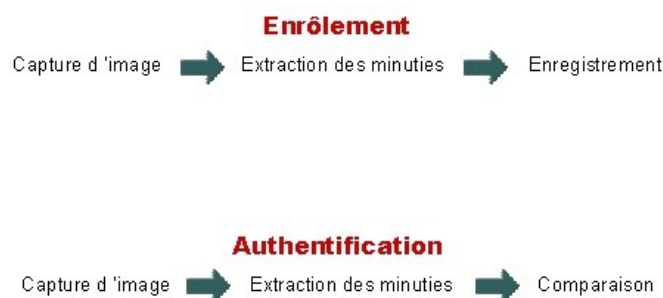 Enrôlement
Capture d 'image Extraction des minuties Enregistrement
Authentification
Capture d 'image Extraction des minuties Comparaison